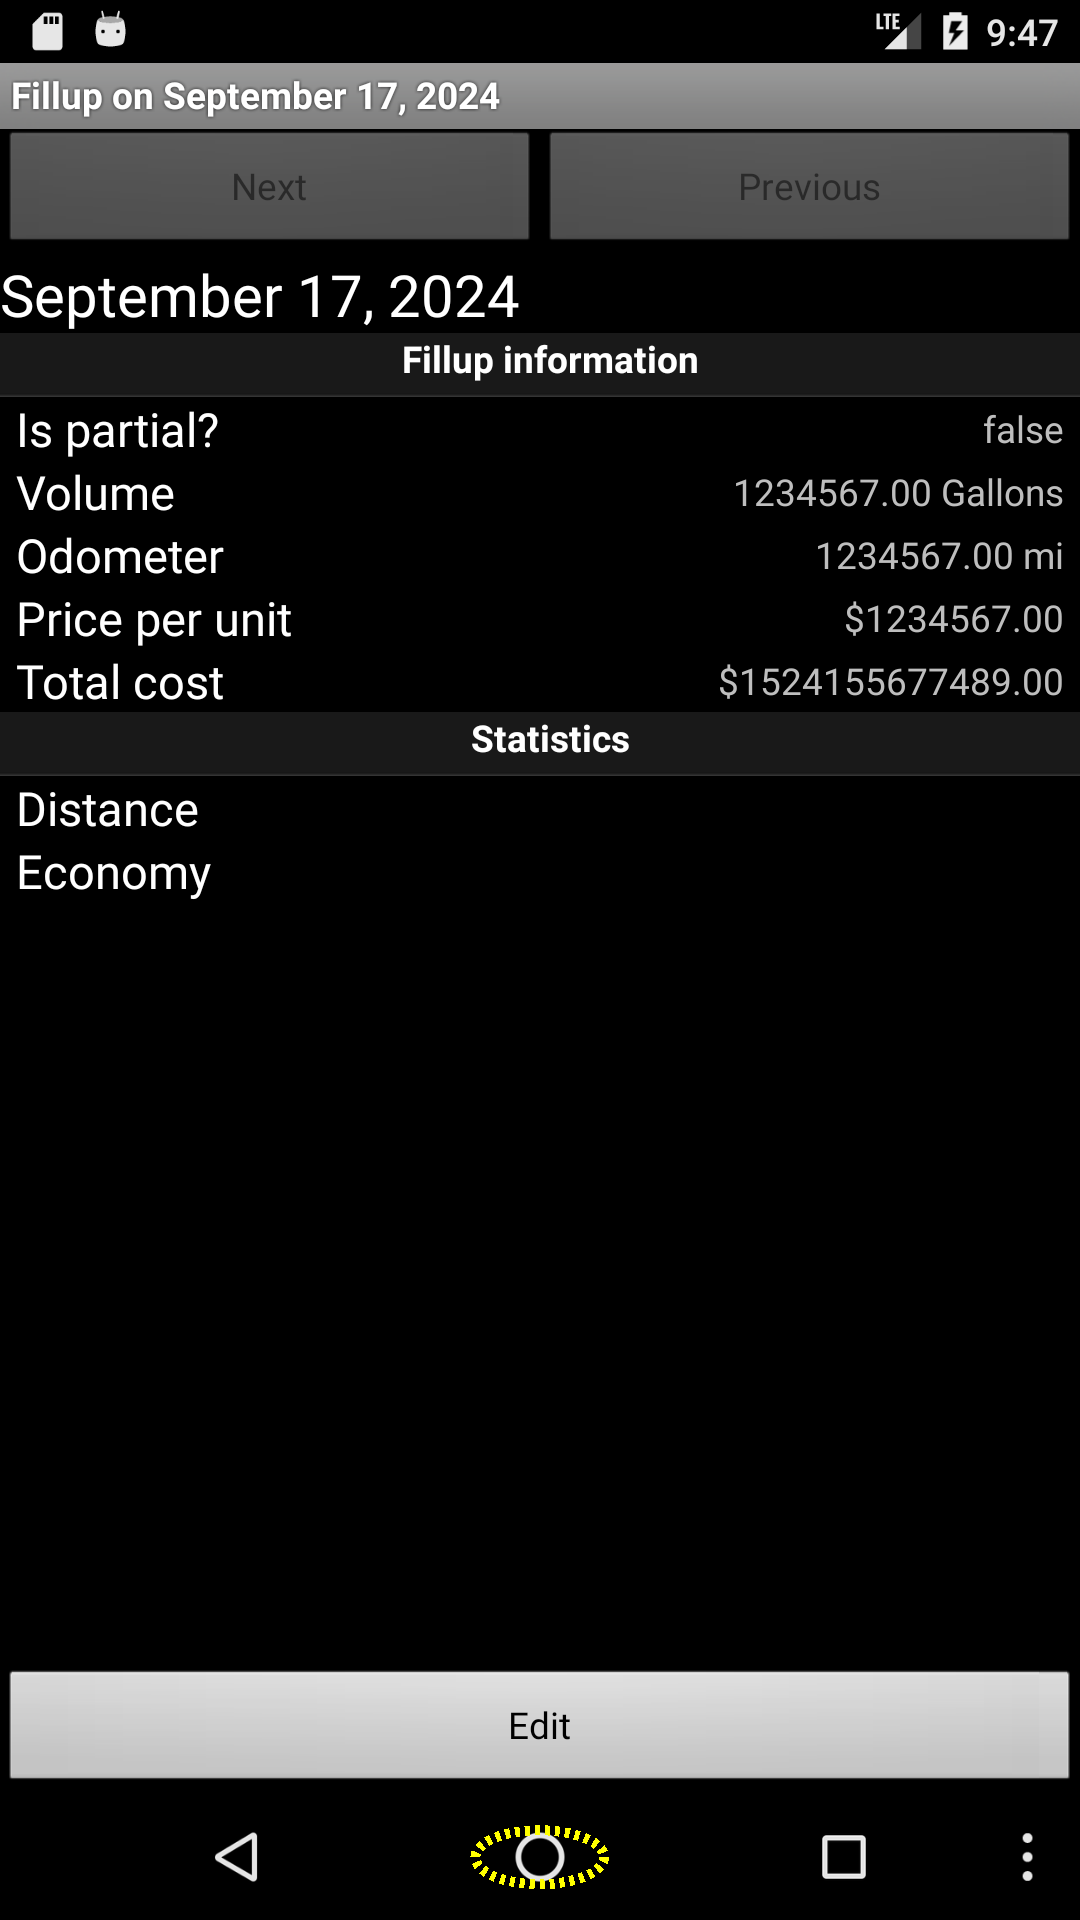 LTE 9:47
Fillup on September 17, 2024
Next Previous
September 17, 2024
Fillup information
Is partial? false
Volume 1234567.00 Gallons
Odometer 1234567.00 mi
Price per unit $1234567.00
Total cost $1524155677489.00
Statistics
Distance
Economy
Edit